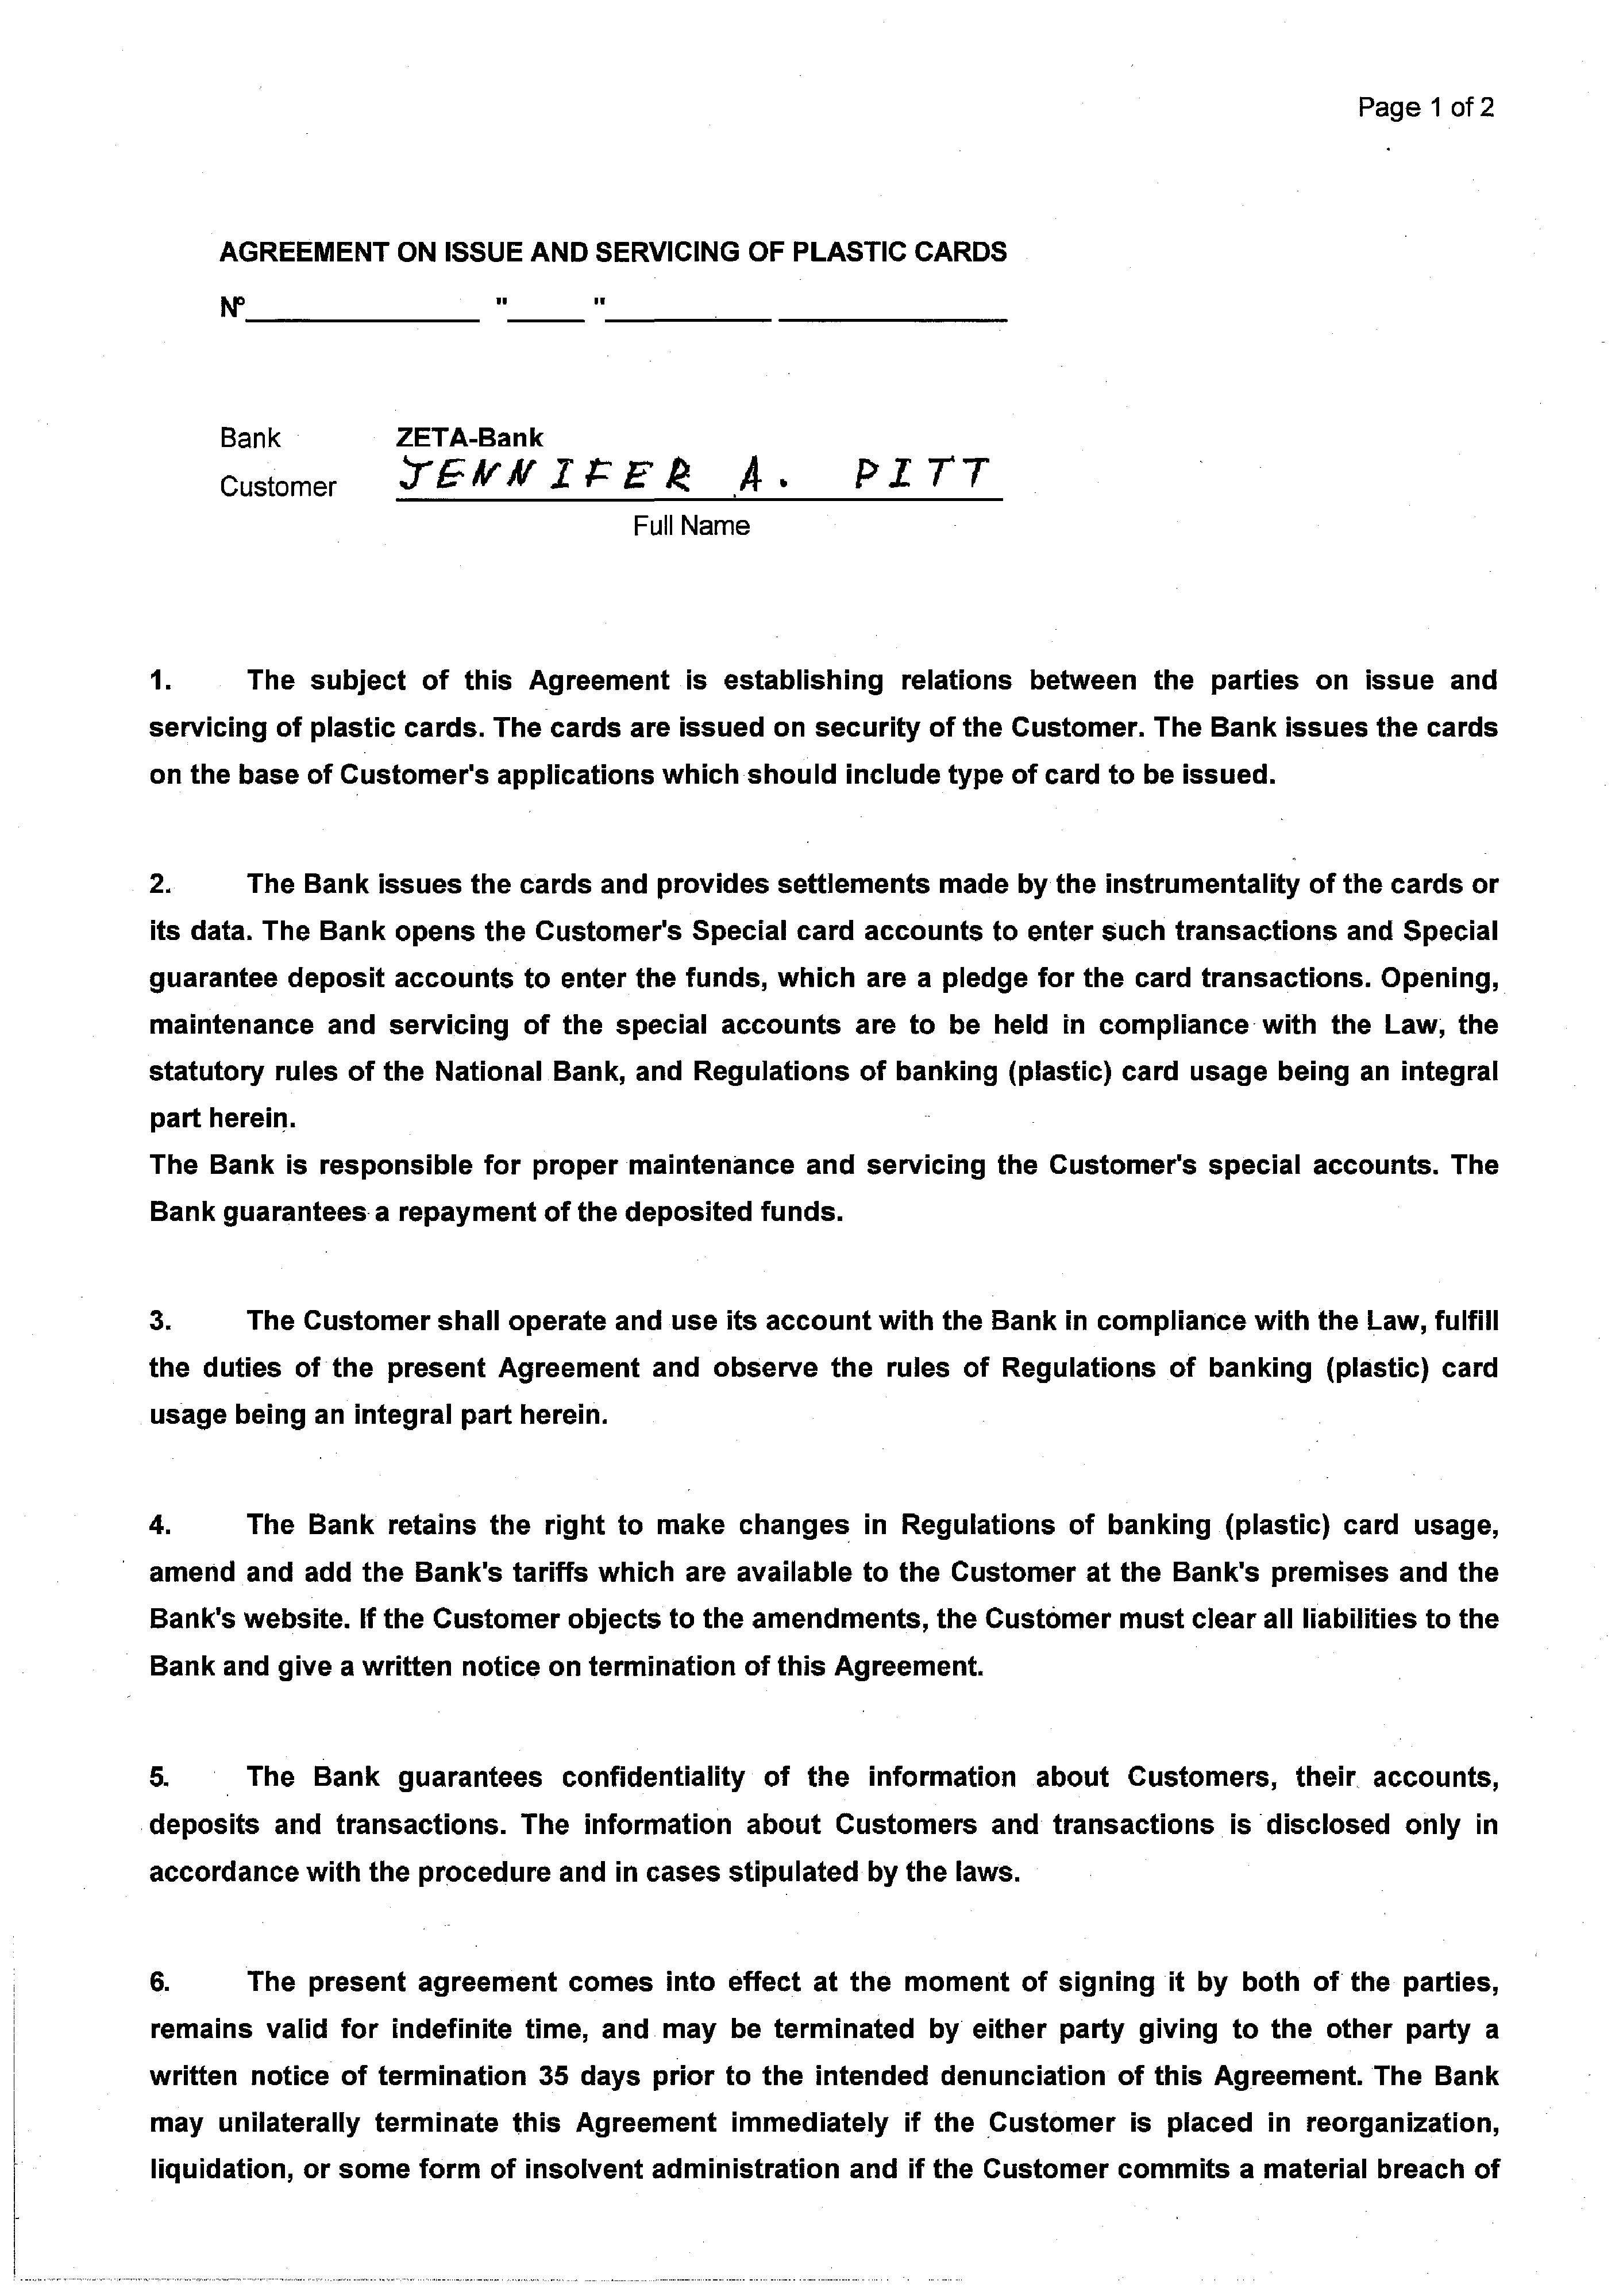 Page 1 of 2
AGREEMENT ON ISSUE AND SERVICING OF PLASTIC CARDS
Nº_______________ "_____ "___________ _______________
Bank ZETA-Bank
Customer JENNIFER A. PITT
Full Name
1. The subject of this Agreement is establishing relations between the parties on issue and
servicing of plastic cards. The cards are issued on security of the Customer. The Bank issues the cards
on the base of Customer's applications which should include type of card to be issued.
2. The Bank issues the cards and provides settlements made by the instrumentality of the cards or
its data. The Bank opens the Customer's Special card accounts to enter such transactions and Special
guarantee deposit accounts to enter the funds, which are a pledge for the card transactions. Opening,
maintenance and servicing of the special accounts are to be held in compliance with the Law, the
statutory rules of the National Bank, and Regulations of banking (plastic) card usage being an integral
part herein.
The Bank is responsible for proper maintenance and servicing the Customer's special accounts. The
Bank guarantees a repayment of the deposited funds.
3. The Customer shall operate and use its account with the Bank in compliance with the Law, fulfill
the duties of the present Agreement and observe the rules of Regulations of banking (plastic) card
usage being an integral part herein.
4. The Bank retains the right to make changes in Regulations of banking (plastic) card usage,
amend and add the Bank's tariffs which are available to the Customer at the Bank's premises and the
Bank's website. If the Customer objects to the amendments, the Customer must clear all liabilities to the
Bank and give a written notice on termination of this Agreement.
5. The Bank guarantees confidentiality of the information about Customers, their accounts,
deposits and transactions. The information about Customers and transactions is disclosed only in
accordance with the procedure and in cases stipulated by the laws.
6. The present agreement comes into effect at the moment of signing it by both of the parties,
remains valid for indefinite time, and may be terminated by either party giving to the other party a
written notice of termination 35 days prior to the intended denunciation of this Agreement. The Bank
may unilaterally terminate this Agreement immediately if the Customer is placed in reorganization,
liquidation, or some form of insolvent administration and if the Customer commits a material breach of